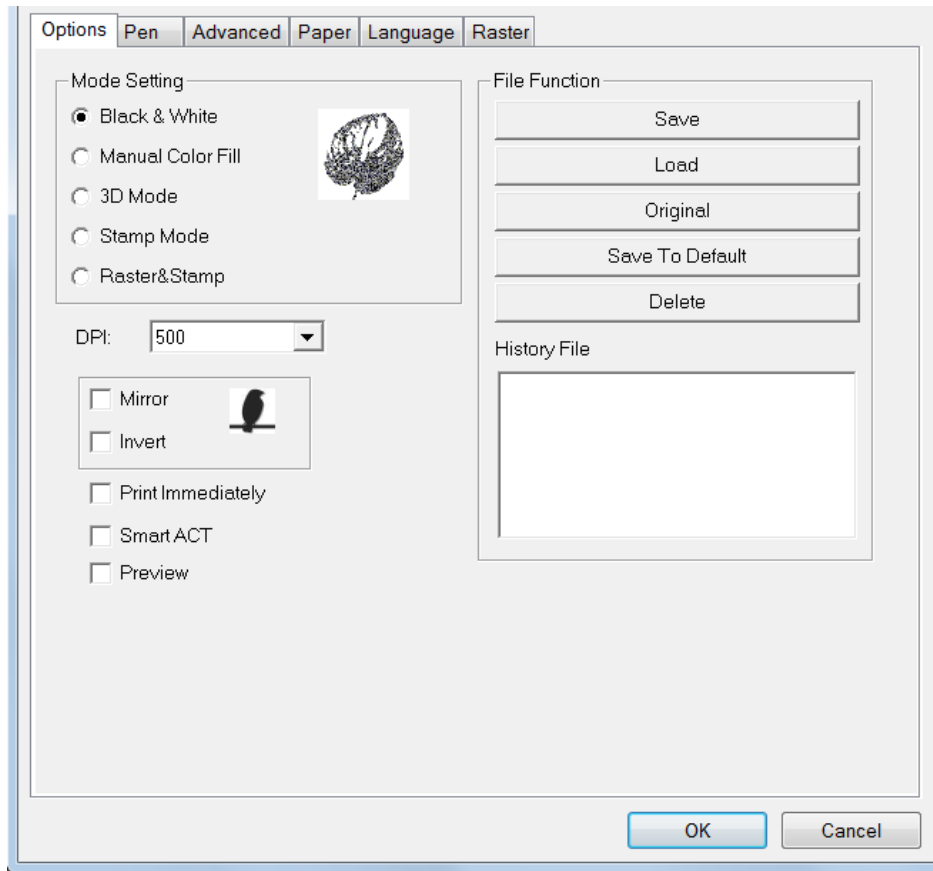 Options Pen Advanced Paper Language Raster
Mode Setting
Black & White
Manual Color Fill
3D Mode
Stamp Mode
Raster&Stamp
DPI: 500
Mirror
Invert
Print Immediately
Smart ACT
Preview
File Function
Save
Load
Original
Save To Default
Delete
History File
OK Cancel